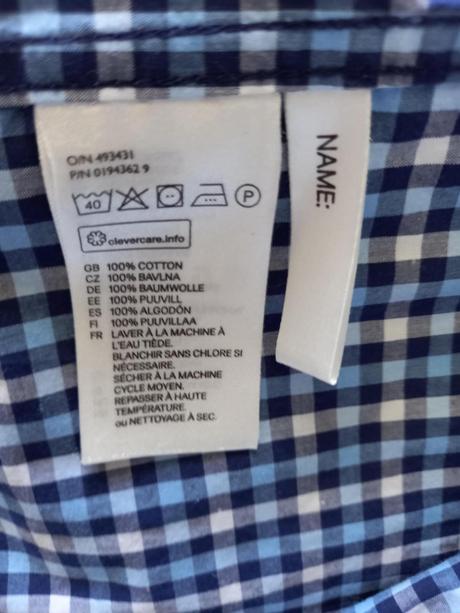 O/N 493431
P/N 0194362 9
40 P
clevercare.info
GB 100% COTTON
CZ 100% BAVLNA
DE 100% BAUMWOLLE
EE 100% PUUVILL
ES 100% ALGODÓN
FI 100% PUUVILLAA
FR LAVER À LA MACHINE À
L'EAU TIÈDE.
BLANCHIR SANS CHLORE SI
NÉCESSAIRE.
SÉCHER À LA MACHINE
CYCLE MOYEN.
REPASSER À HAUTE
TEMPÉRATURE.
ou NETTOYAGE À SEC.
NAME: